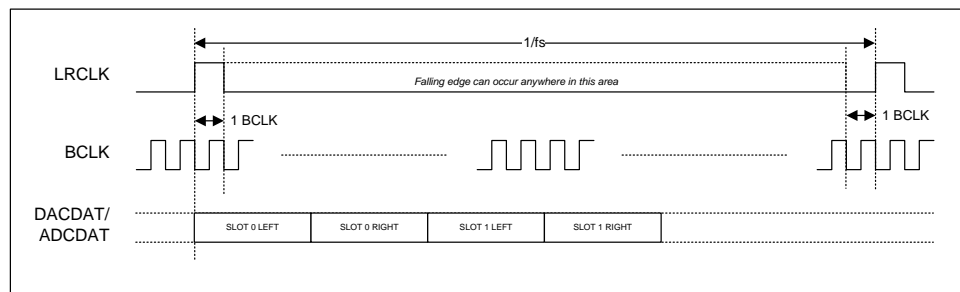 1/fs
LRCLK
Falling edge can occur anywhere in this area
1 BCLK
1 BCLK
BCLK
DACDAT/
ADCDAT
SLOT 0 LEFT
SLOT 0 RIGHT
SLOT 1 LEFT
SLOT 1 RIGHT